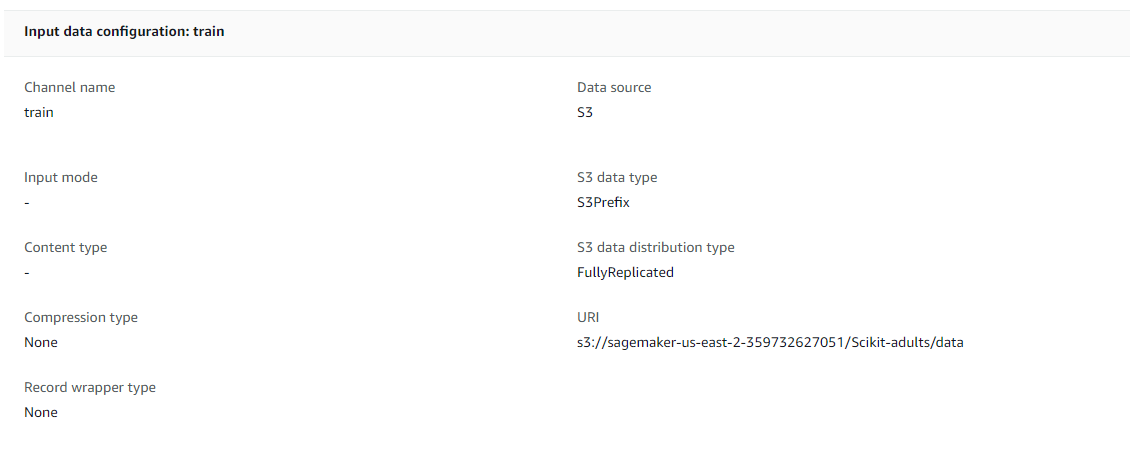 Input data configuration: train
Channel name
train
Data source
S3
Input mode
-
S3 data type
S3Prefix
Content type
-
S3 data distribution type
FullyReplicated
Compression type
None
URI
s3://sagemaker-us-east-2-359732627051/Scikit-adults/data
Record wrapper type
None